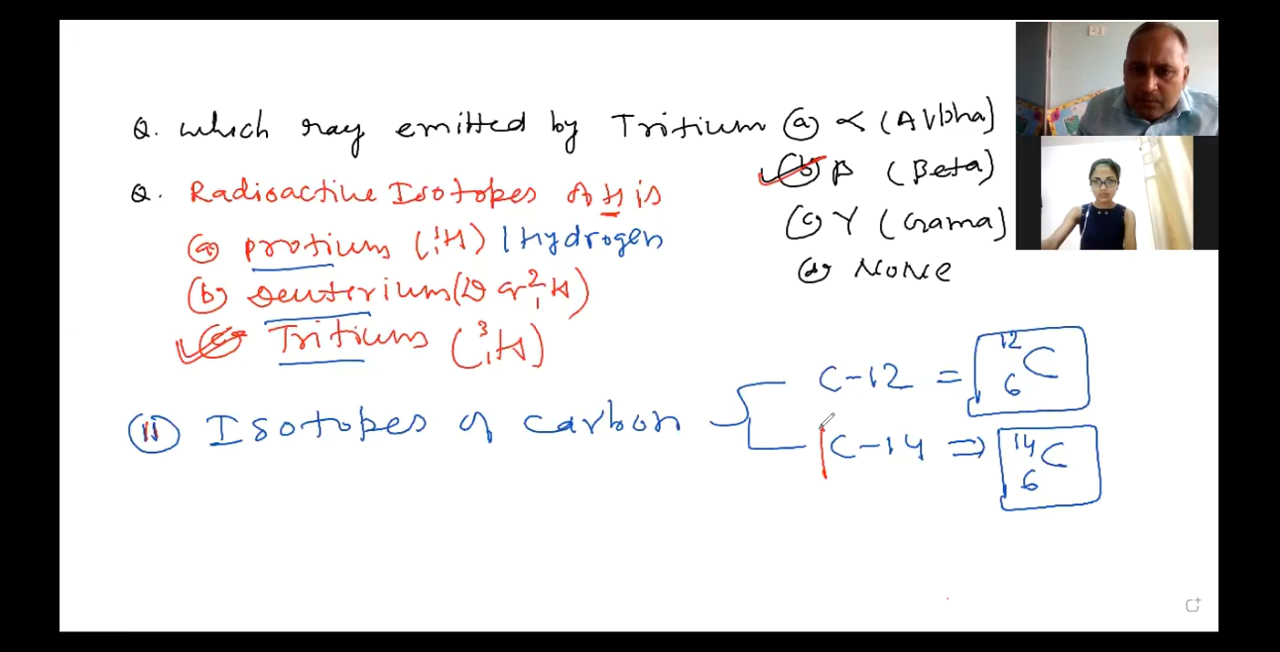 Q. which ray emitted by Tritium (a) ∝ (Alpha)
(b) β (Beta)
(c) γ (Grama)
(d) NoNe
Q. Radioactive Isotopes of H is
(a) protium (¹₁H) | Hydrogen
(b) Deuterium (D or ²₁H)
(c) Tritium (³₁H)
(ii) Isotopes of carbon
C-12 = ¹²₆C
C-14 ⇒ ¹⁴₆C